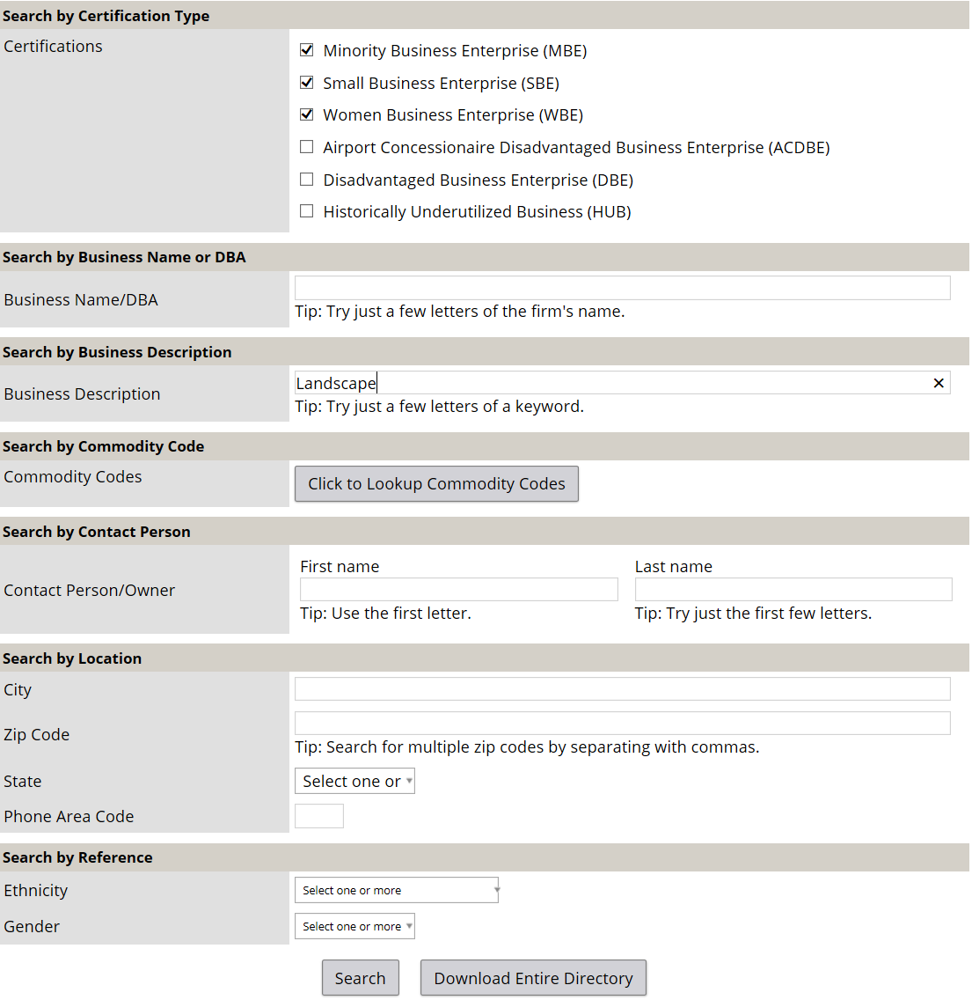 Search by Certification Type
Certifications
Minority Business Enterprise (MBE)
Small Business Enterprise (SBE)
Women Business Enterprise (WBE)
Airport Concessionaire Disadvantaged Business Enterprise (ACDBE)
Disadvantaged Business Enterprise (DBE)
Historically Underutilized Business (HUB)
Search by Business Name or DBA
Business Name/DBA
Tip: Try just a few letters of the firm's name.
Search by Business Description
Business Description
Landscape
Tip: Try just a few letters of a keyword.
Search by Commodity Code
Commodity Codes
Click to Lookup Commodity Codes
Search by Contact Person
Contact Person/Owner
First name
Last name
Tip: Use the first letter.
Tip: Try just the first few letters.
Search by Location
City
Zip Code
Tip: Search for multiple zip codes by separating with commas.
State
Select one or
Phone Area Code
Search by Reference
Ethnicity
Select one or more
Gender
Select one or more
Search
Download Entire Directory